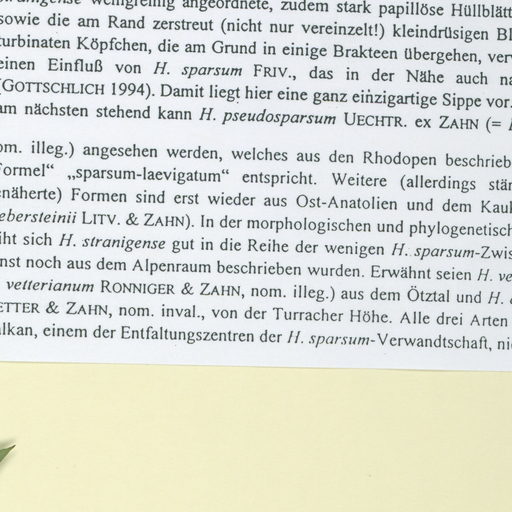 stranigense wenigreihig angeordnete, zudem stark papillöse Hüllblätt
sowie die am Rand zerstreut (nicht nur vereinzelt!) kleindrüsigen Bl
turbinaten Köpfchen, die am Grund in einige Brakteen übergehen, ver
einen Einfluß von H. sparsum FRIV., das in der Nähe auch na
(GOTTSCHLICH 1994). Damit liegt hier eine ganz einzigartige Sippe vor.
am nächsten stehend kann H. pseudosparsum UECHTR. ex ZAHN (=
om. illeg.) angesehen werden, welches aus den Rhodopen beschrieb
Formel“ „sparsum-laevigatum“ entspricht. Weitere (allerdings stär
enäherte) Formen sind erst wieder aus Ost-Anatolien und dem Kauk
ebersteinii LITV. & ZAHN). In der morphologischen und phylogenetisch
iht sich H. stranigense gut in die Reihe der wenigen H. sparsum-Zwis
nst noch aus dem Alpenraum beschrieben wurden. Erwähnt seien H. ve
vetterianum RONNIGER & ZAHN, nom. illeg.) aus dem Ötztal und H.
ETTER & ZAHN, nom. inval., von der Turracher Höhe. Alle drei Arten
alkan, einem der Entfaltungszentren der H. sparsum-Verwandtschaft, ni